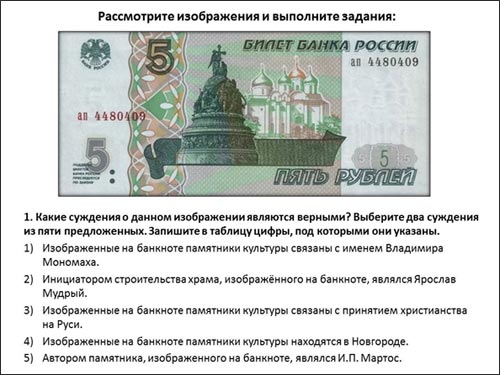 Рассмотрите изображения и выполните задания:
БИЛЕТ БАНКА РОССИИ
ап 4480409
ап 4480409
5
5
5
ПЯТЬ РУБЛЕЙ
1. Какие суждения о данном изображении являются верными? Выберите два суждения
из пяти предложенных. Запишите в таблицу цифры, под которыми они указаны.
1) Изображенные на банкноте памятники культуры связаны с именем Владимира
Мономаха.
2) Инициатором строительства храма, изображённого на банкноте, являлся Ярослав
Мудрый.
3) Изображенные на банкноте памятники культуры связаны с принятием христианства
на Руси.
4) Изображенные на банкноте памятники культуры находятся в Новгороде.
5) Автором памятника, изображенного на банкноте, являлся И.П. Мартос.